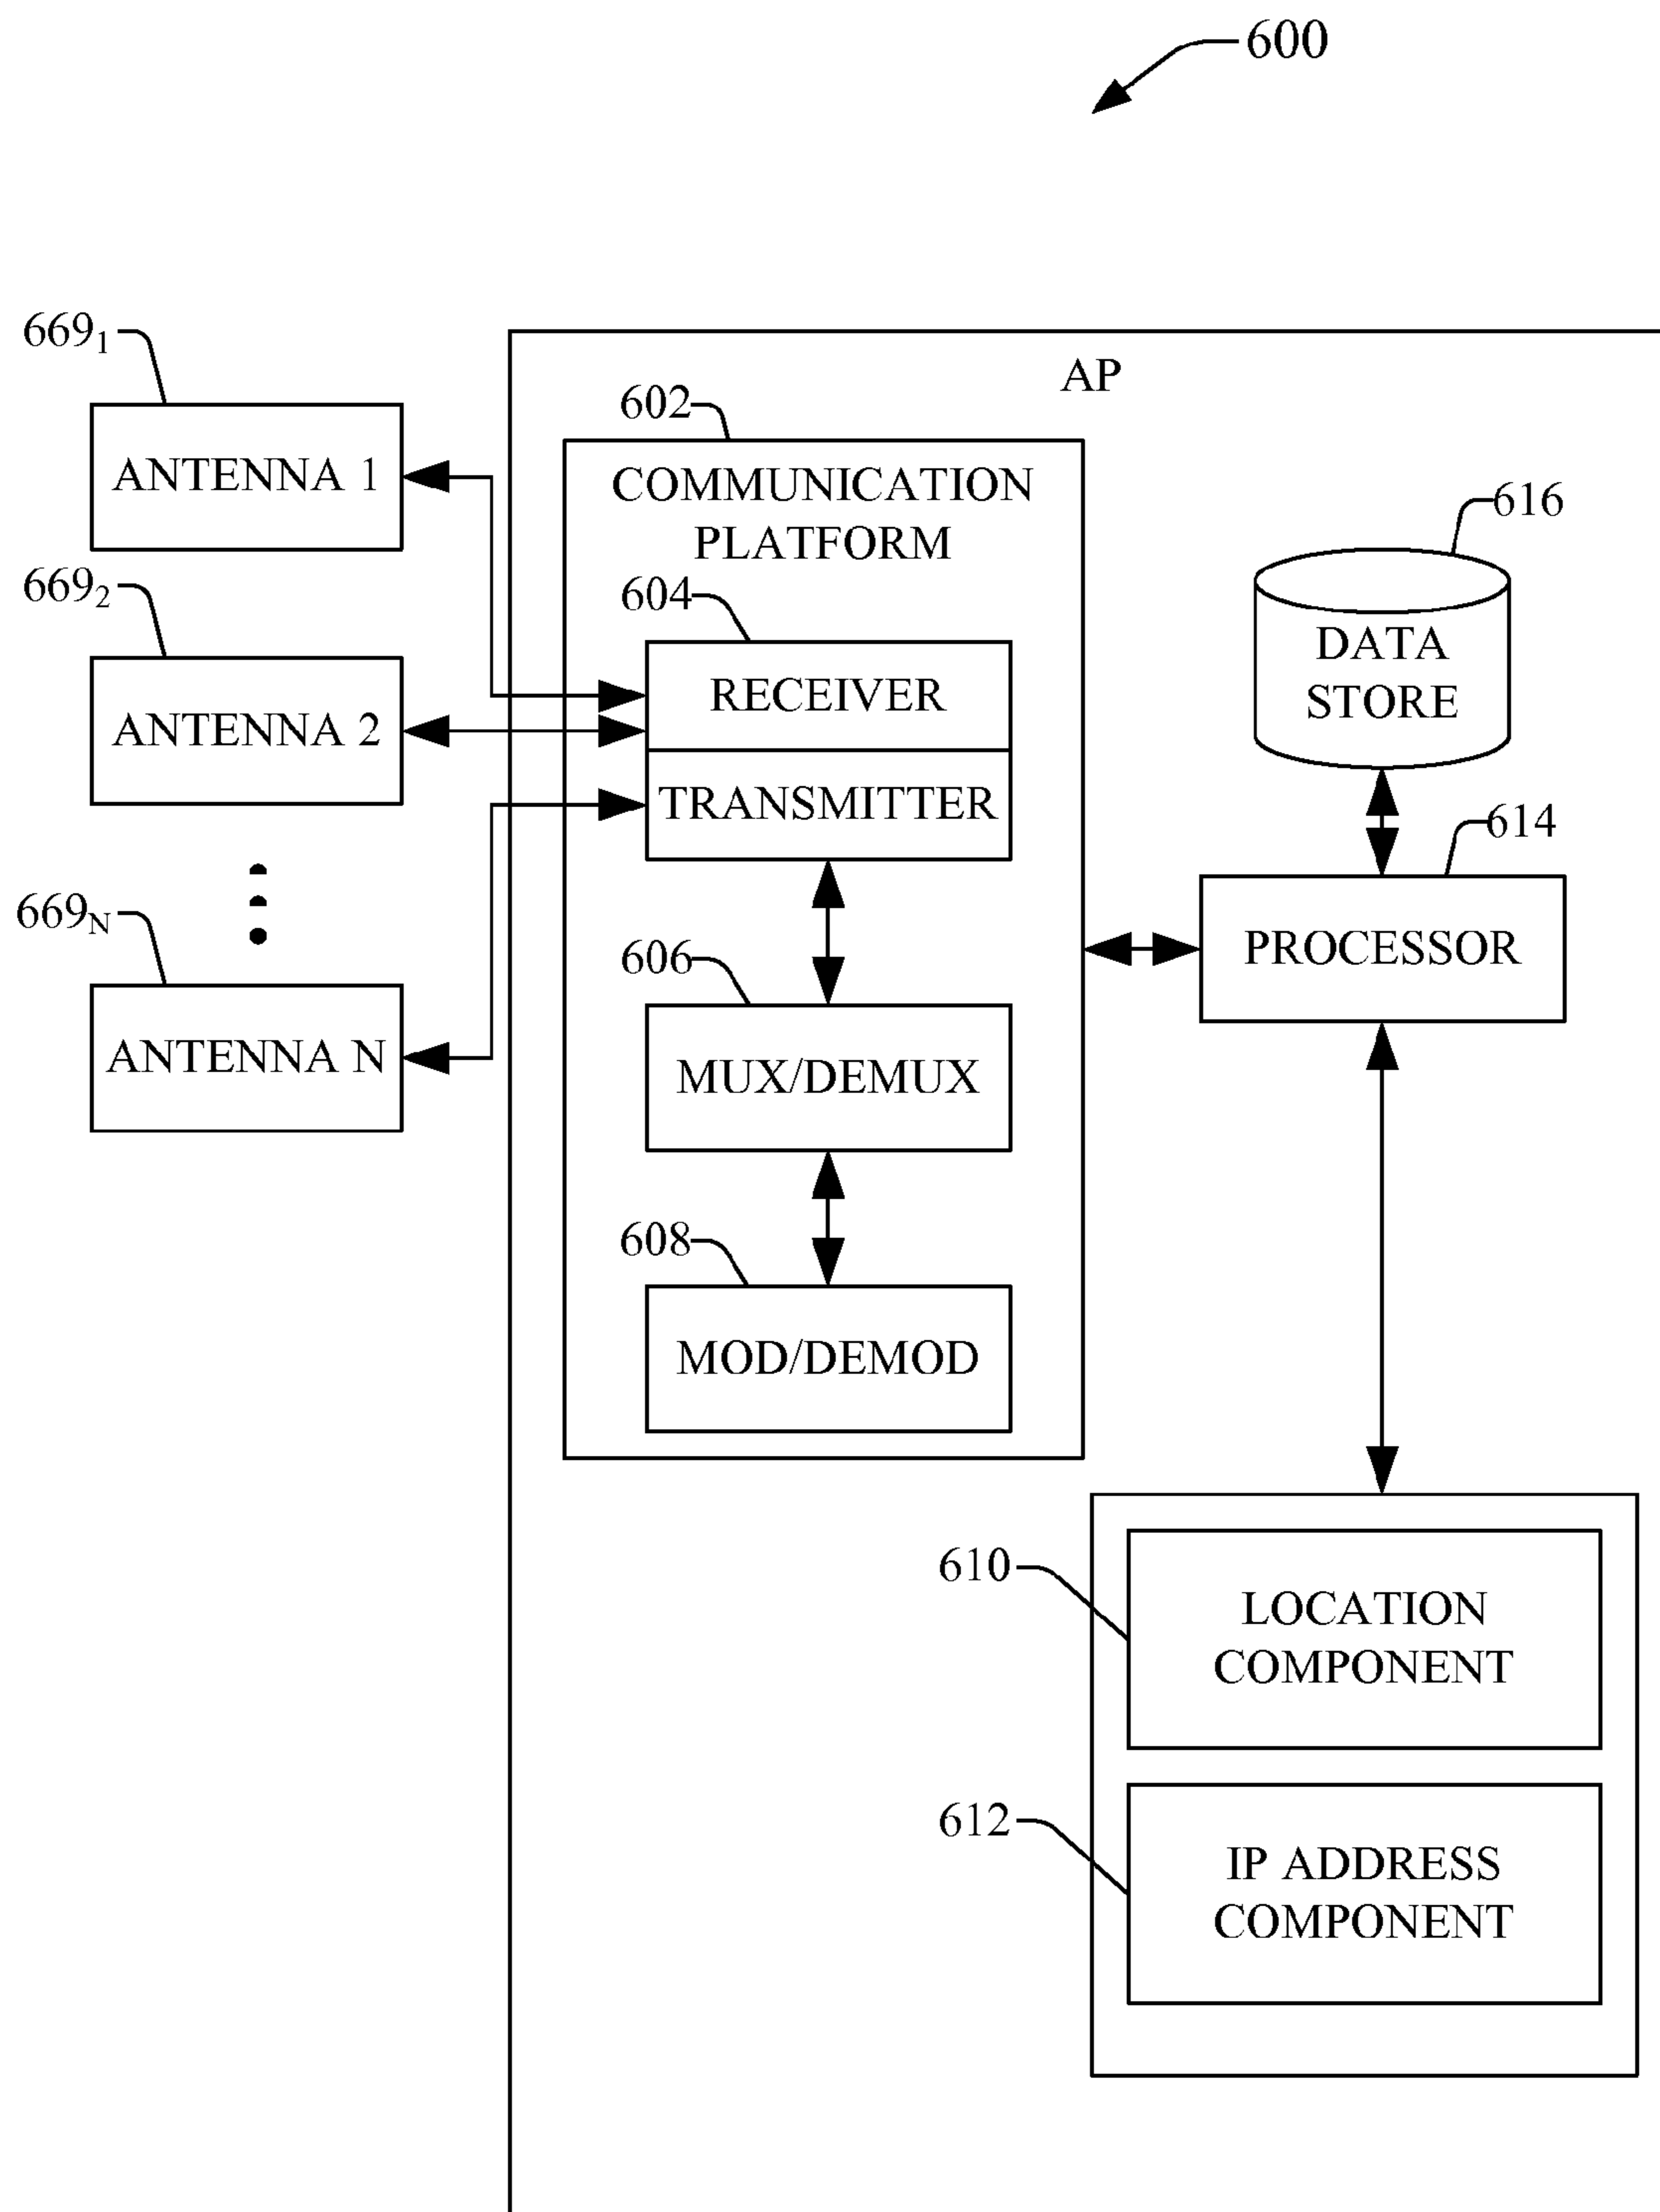 600
669₁
AP
602
ANTENNA 1
COMMUNICATION
PLATFORM
616
669₂
604
DATA
STORE
RECEIVER
ANTENNA 2
TRANSMITTER
614
669N
606
PROCESSOR
ANTENNA N
MUX/DEMUX
608
MOD/DEMOD
610
LOCATION
COMPONENT
612
IP ADDRESS
COMPONENT